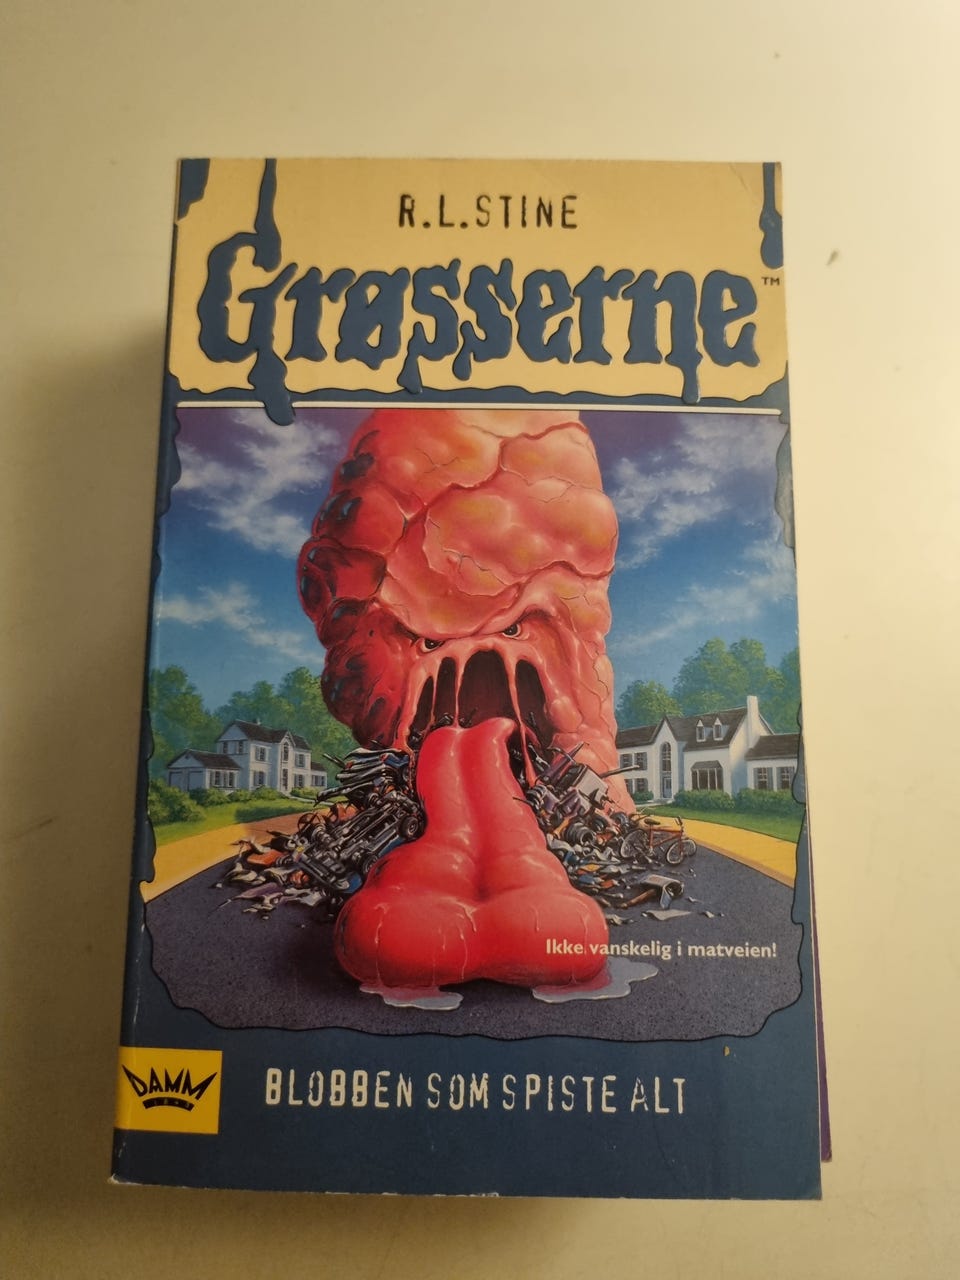 R.L.STINE
Grøsserne™
Ikke vanskelig i matveien!
DAMM
BLOBBEN SOM SPISTE ALT